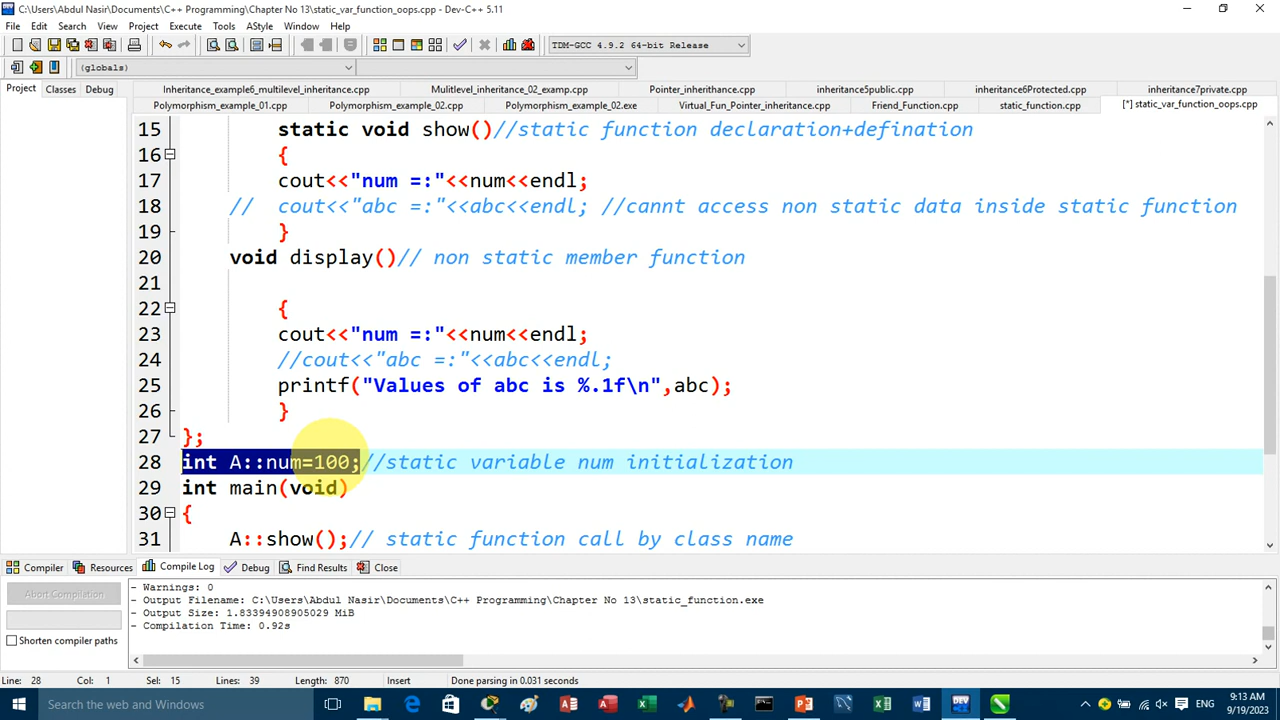 C:\Users\Abdul Nasir\Documents\C++ Programming\Chapter No 13\static_var_function_oops.cpp - Dev-C++ 5.11
File Edit Search View Project Execute Tools AStyle Window Help
TDM-GCC 4.9.2 64-bit Release
(globals)
Project Classes Debug
Inheritance_example6_multilevel_inheritance.cpp Mulitlevel_inheritance_02_examp.cpp Pointer_inherithance.cpp inheritance5public.cpp inheritance6Protected.cpp inheritance7private.cpp
Polymorphism_example_01.cpp Polymorphism_example_02.cpp Polymorphism_example_02.exe Virtual_Fun_Pointer_inheritance.cpp Friend_Function.cpp static_function.cpp [*] static_var_function_oops.cpp
15 static void show()//static function declaration+defination
16 {
17 cout<<"num =:"<<num<<endl;
18 // cout<<"abc =:"<<abc<<endl; //cannt access non static data inside static function
19 }
20 void display()// non static member function
21
22 {
23 cout<<"num =:"<<num<<endl;
24 //cout<<"abc =:"<<abc<<endl;
25 printf("Values of abc is %.1f\n",abc);
26 }
27 };
28 int A::num=100;//static variable num initialization
29 int main(void)
30 {
31 A::show();// static function call by class name
Compiler Resources Compile Log Debug Find Results Close
Abort Compilation
Shorten compiler paths
- Warnings: 0
- Output Filename: C:\Users\Abdul Nasir\Documents\C++ Programming\Chapter No 13\static_function.exe
- Output Size: 1.83394908905029 MiB
- Compilation Time: 0.92s
Line: 28 Col: 1 Sel: 15 Lines: 39 Length: 870 Insert Done parsing in 0.031 seconds
Search the web and Windows
DEV
ENG
9:13 AM
9/19/2023